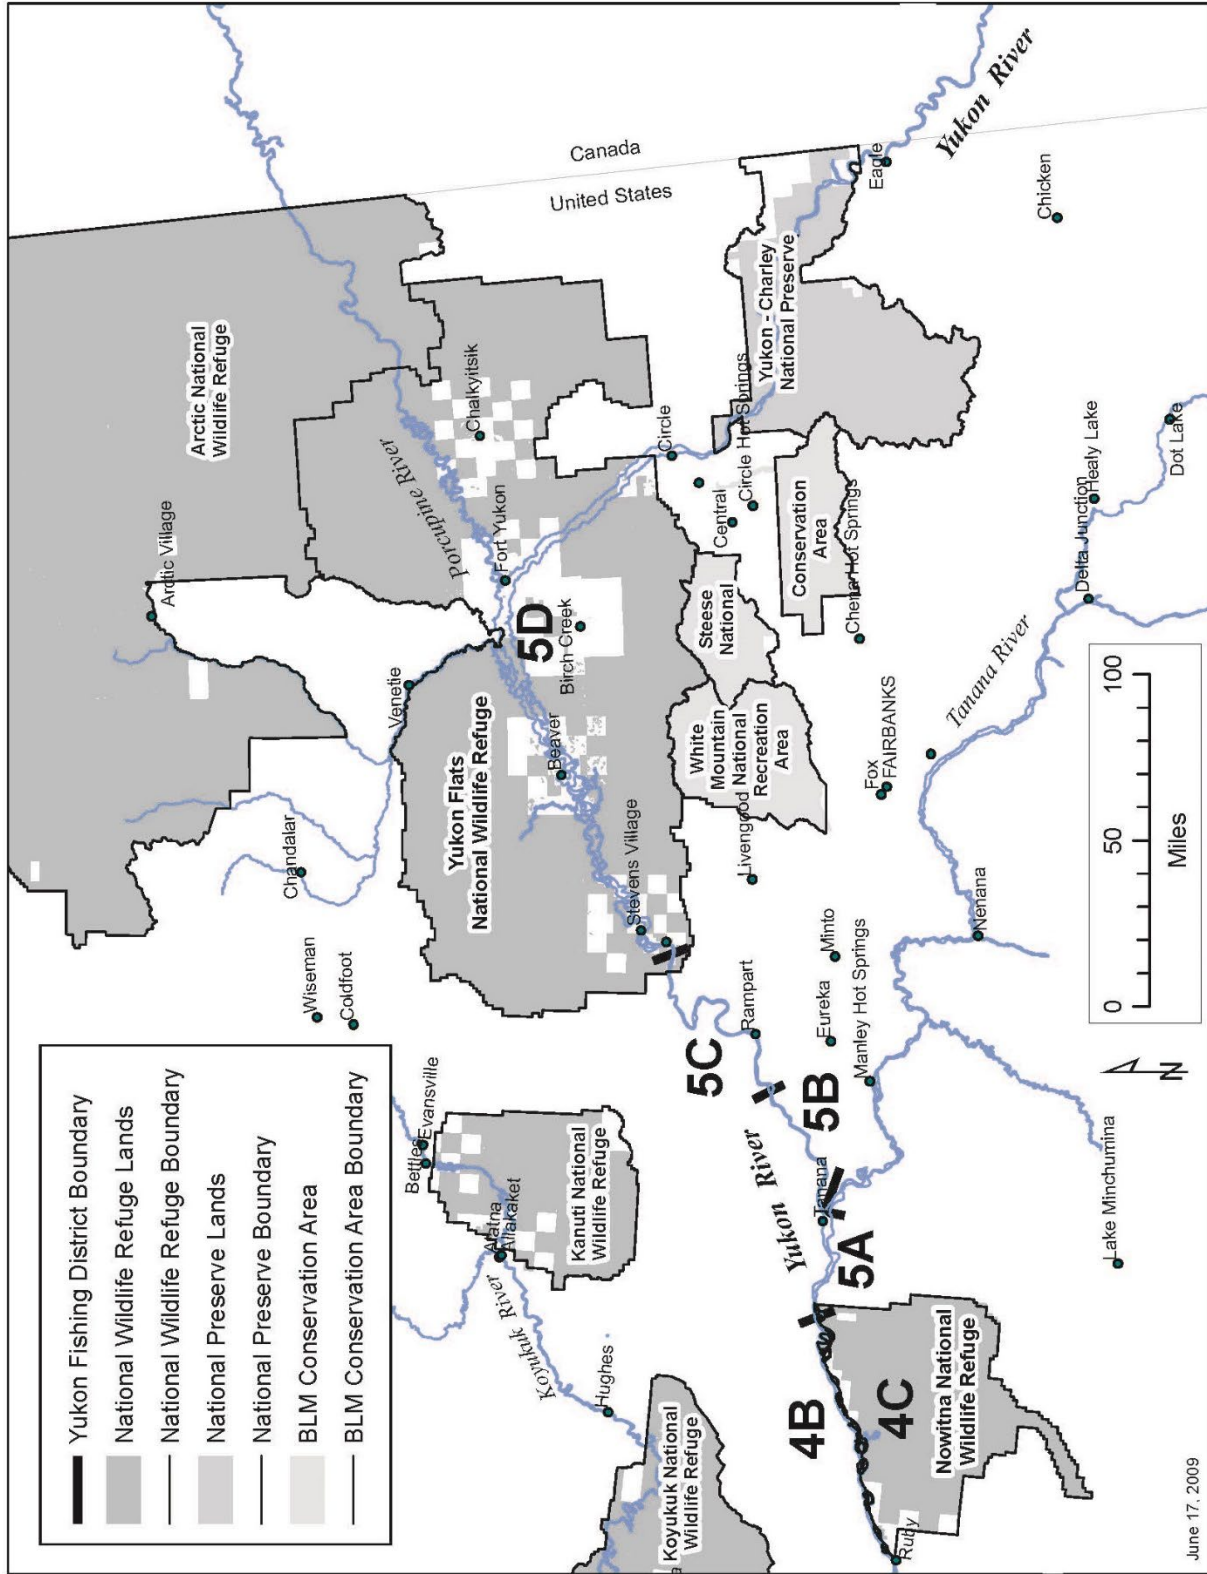 Yukon Fishing District Boundary
National Wildlife Refuge Lands
National Wildlife Refuge Boundary
National Preserve Lands
National Preserve Boundary
BLM Conservation Area
BLM Conservation Area Boundary
Arctic Village
Arctic National
Wildlife Refuge
Chandalar
Wiseman
Coldfoot
Venetie
Porcupine River
Bettles
Evansville
Yukon Flats
National Wildlife Refuge
Chalkyitsik
Alatna
Allakaket
Koyukuk River
Fort Yukon
5D
Birch Creek
Beaver
Kanuti National
Wildlife Refuge
Canada
United States
Hughes
Stevens Village
Circle
Koyukuk National
Wildlife Refuge
5C
Steese
National
White
Mountain
National
Recreation
Area
Central
Circle Hot Springs
Yukon - Charley
National Preserve
Rampart
Livengood
Conservation
Area
Yukon River
5B
Eureka
Minto
Tanana
4B
5A
Manley Hot Springs
Chena Hot Springs
Fox
FAIRBANKS
Eagle
Yukon River
4C
Ruby
Nowitna National
Wildlife Refuge
Tanana River
Nenana
Chicken
Delta Junction
Healy Lake
Lake Minchumina
Dot Lake
N
0 50 100
Miles
June 17, 2009